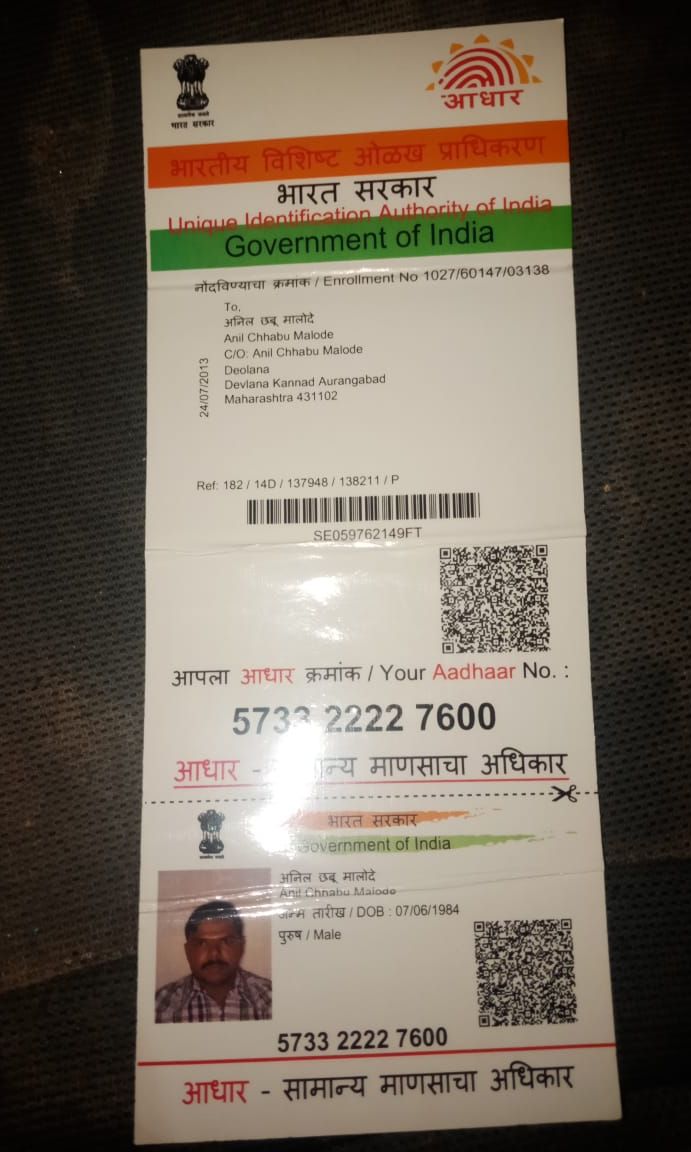 भारत सरकार
आधार
भारतीय विशिष्ट ओळख प्राधिकरण
भारत सरकार
Unique Identification Authority of India
Government of India
नोंदविण्याचा क्रमांक / Enrollment No 1027/60147/03138
To,
अनिल छबू मालोदे
Anil Chhabu Malode
C/O: Anil Chhabu Malode
Deolana
Devlana Kannad Aurangabad
Maharashtra 431102
24/07/2013
Ref: 182 / 14D / 137948 / 138211 / P
SE059762149FT
आपला आधार क्रमांक / Your Aadhaar No. :
5733 2222 7600
आधार - माणसाचा अधिकार
भारत सरकार
Government of India
अनिल छबू मालोदे
Anil Chhabu Malode
जन्म तारीख / DOB : 07/06/1984
पुरुष / Male
5733 2222 7600
आधार - सामान्य माणसाचा अधिकार